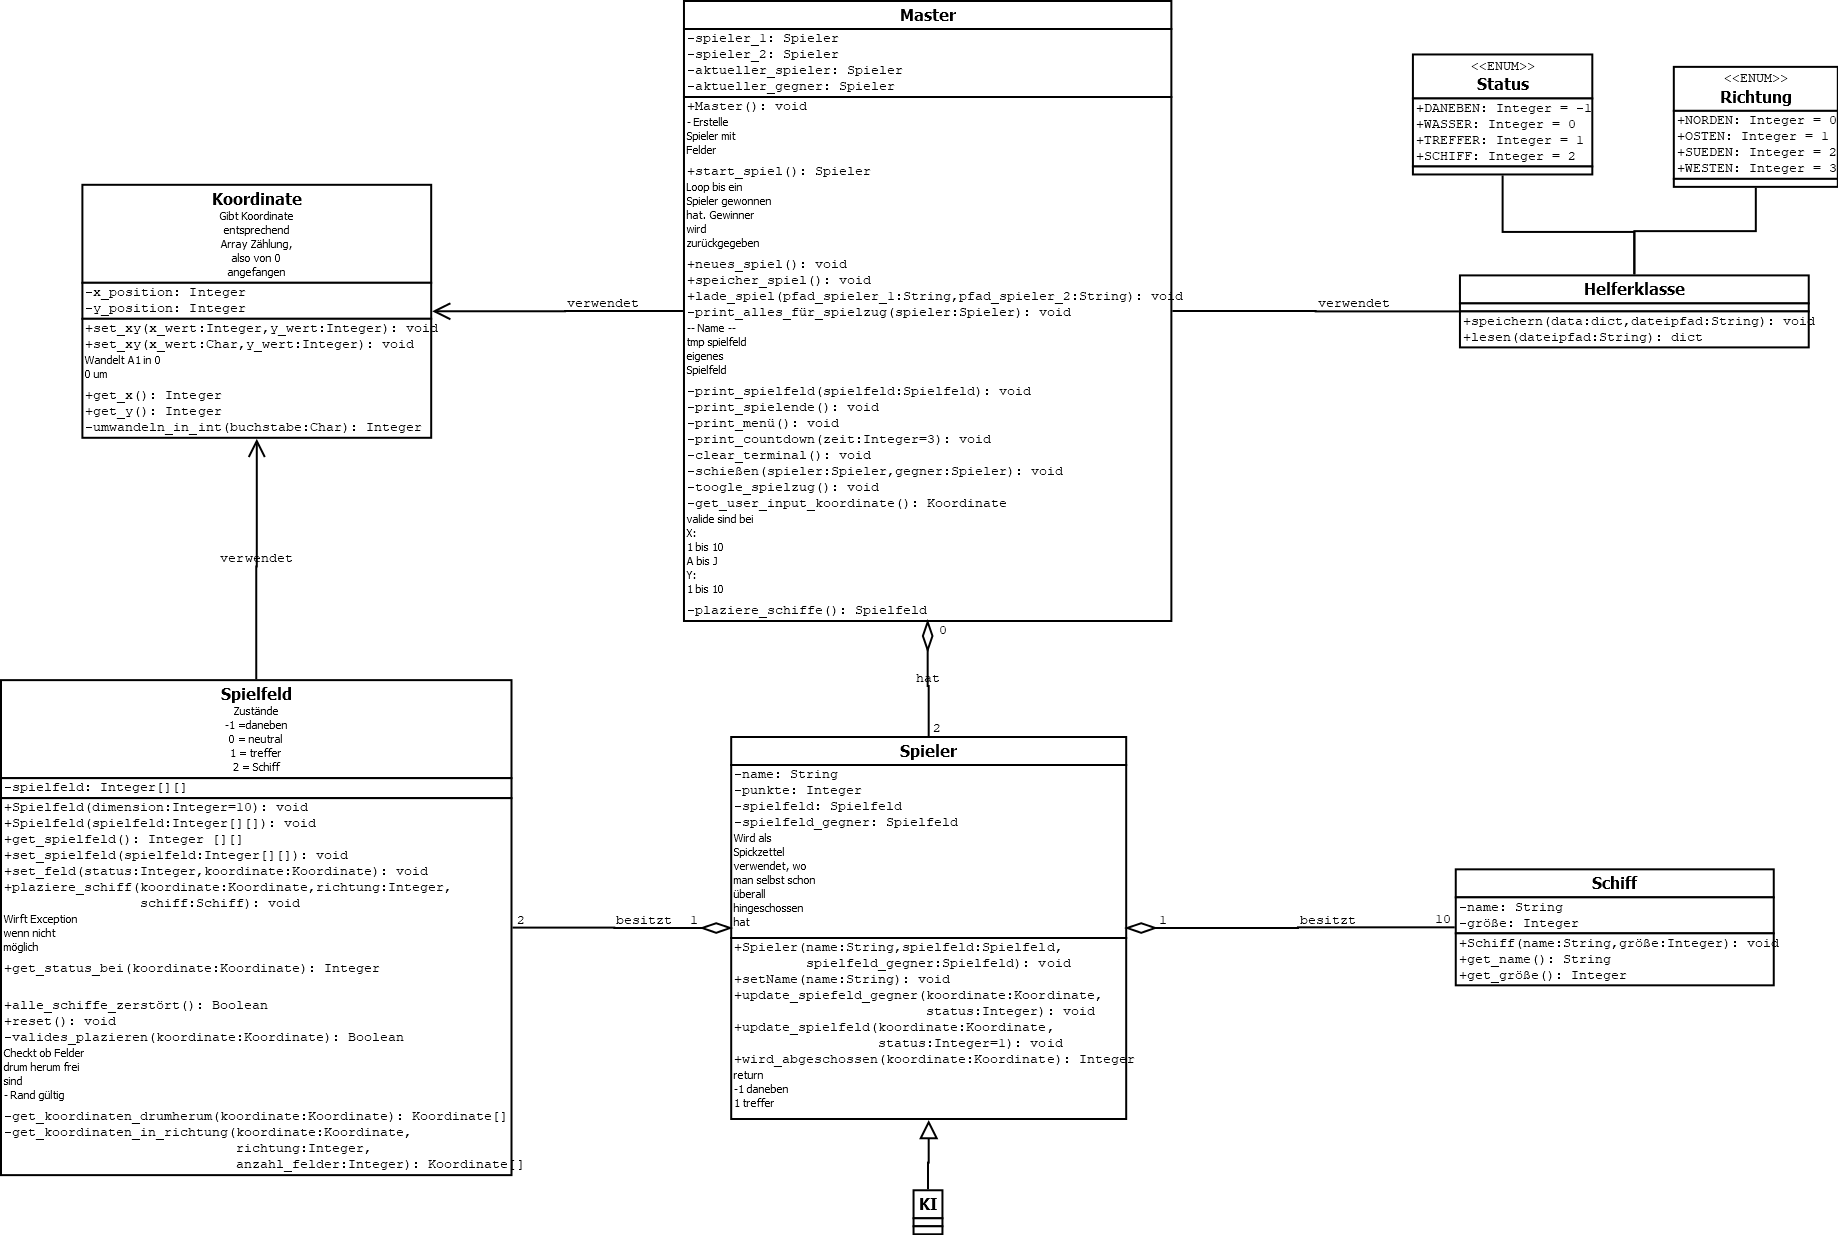 Master
-spieler_1: Spieler
-spieler_2: Spieler
-aktueller_spieler: Spieler
-aktueller_gegner: Spieler
+Master(): void
- Erstelle
Spieler mit
Felder
+start_spiel(): Spieler
Loop bis ein
Spieler gewonnen
hat. Gewinner
wird
zurückgegeben
+neues_spiel(): void
+speicher_spiel(): void
+lade_spiel(pfad_spieler_1:String,pfad_spieler_2:String): void
-print_alles_für_spielzug(spieler:Spieler): void
-- Name --
tmp spielfeld
eigenes
Spielfeld
-print_spielfeld(spielfeld:Spielfeld): void
-print_spielende(): void
-print_menü(): void
-print_countdown(zeit:Integer=3): void
-clear_terminal(): void
-schießen(spieler:Spieler,gegner:Spieler): void
-toogle_spielzug(): void
-get_user_input_koordinate(): Koordinate
valide sind bei
X:
1 bis 10
A bis J
Y:
1 bis 10
-plaziere_schiffe(): Spielfeld
<<ENUM>>
Status
+DANEBEN: Integer = -1
+WASSER: Integer = 0
+TREFFER: Integer = 1
+SCHIFF: Integer = 2
<<ENUM>>
Richtung
+NORDEN: Integer = 0
+OSTEN: Integer = 1
+SUEDEN: Integer = 2
+WESTEN: Integer = 3
Koordinate
Gibt Koordinate
entsprechend
Array Zählung,
also von 0
angefangen
-x_position: Integer
-y_position: Integer
+set_xy(x_wert:Integer,y_wert:Integer): void
+set_xy(x_wert:Char,y_wert:Integer): void
Wandelt A1 in 0
0 um
+get_x(): Integer
+get_y(): Integer
-umwandeln_in_int(buchstabe:Char): Integer
verwendet
verwendet
Helferklasse
+speichern(data:dict,dateipfad:String): void
+lesen(dateipfad:String): dict
verwendet
0
hat
2
Spielfeld
Zustände
-1 =daneben
0 = neutral
1 = treffer
2 = Schiff
-spielfeld: Integer[][]
+Spielfeld(dimension:Integer=10): void
+Spielfeld(spielfeld:Integer[][]): void
+get_spielfeld(): Integer [][]
+set_spielfeld(spielfeld:Integer[][]): void
+set_feld(status:Integer,koordinate:Koordinate): void
+plaziere_schiff(koordinate:Koordinate,richtung:Integer,
schiff:Schiff): void
Wirft Exception
wenn nicht
möglich
+get_status_bei(koordinate:Koordinate): Integer
+alle_schiffe_zerstört(): Boolean
+reset(): void
-valides_plazieren(koordinate:Koordinate): Boolean
Checkt ob Felder
drum herum frei
sind
- Rand gültig
-get_koordinaten_drumherum(koordinate:Koordinate): Koordinate[]
-get_koordinaten_in_richtung(koordinate:Koordinate,
richtung:Integer,
anzahl_felder:Integer): Koordinate[]
2 besitzt 1
Spieler
-name: String
-punkte: Integer
-spielfeld: Spielfeld
-spielfeld_gegner: Spielfeld
Wird als
Spickzettel
verwendet, wo
man selbst schon
überall
hingeschossen
hat
+Spieler(name:String,spielfeld:Spielfeld,
spielfeld_gegner:Spielfeld): void
+setName(name:String): void
+update_spiefeld_gegner(koordinate:Koordinate,
status:Integer): void
+update_spielfeld(koordinate:Koordinate,
status:Integer=1): void
+wird_abgeschossen(koordinate:Koordinate): Integer
return
-1 daneben
1 treffer
1 besitzt 10
Schiff
-name: String
-größe: Integer
+Schiff(name:String,größe:Integer): void
+get_name(): String
+get_größe(): Integer
KI